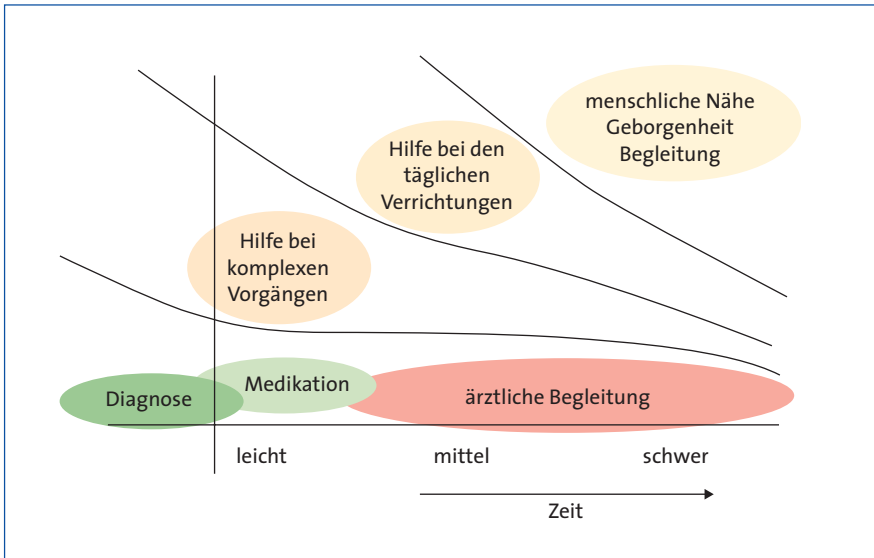 menschliche Nähe
Geborgenheit
Begleitung
Hilfe bei den
täglichen
Verrichtungen
Hilfe bei
komplexen
Vorgängen
Diagnose
Medikation
ärztliche Begleitung
leicht
mittel
schwer
Zeit